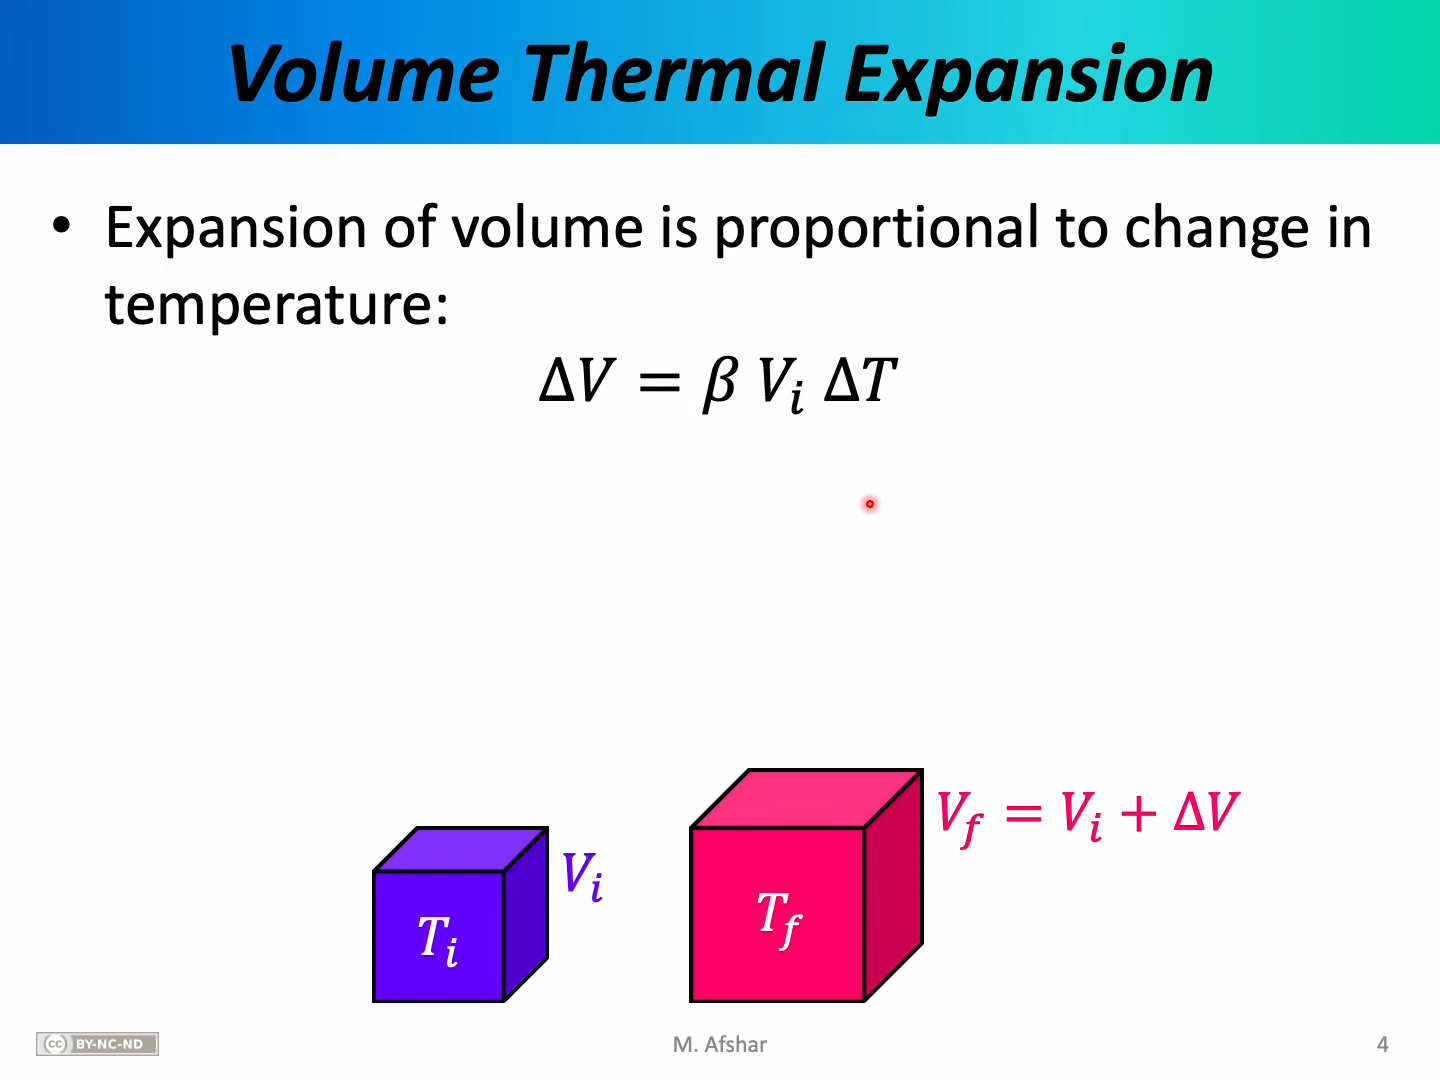 Volume Thermal Expansion
• Expansion of volume is proportional to change in
temperature:
Δ𝑉 = 𝛽 𝑉ᵢ Δ𝑇
𝑉_f = 𝑉ᵢ + Δ𝑉
𝑉ᵢ
𝑇ᵢ
𝑇_f
cc BY-NC-ND
M. Afshar
4